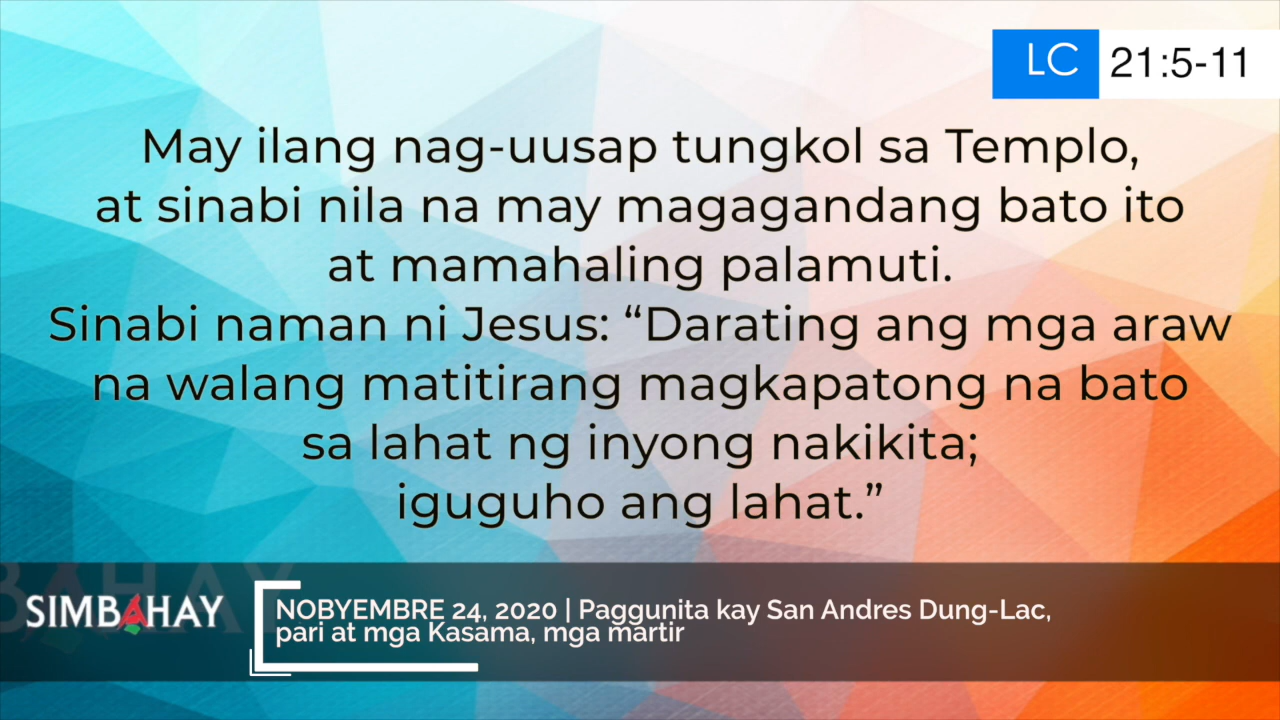 LC 21:5-11
May ilang nag-uusap tungkol sa Templo,
at sinabi nila na may magagandang bato ito
at mamahaling palamuti.
Sinabi naman ni Jesus: “Darating ang mga araw
na walang matitirang magkapatong na bato
sa lahat ng inyong nakikita;
iguguho ang lahat.”
SIMBAHAY
NOBYEMBRE 24, 2020 | Paggunita kay San Andres Dung-Lac,
pari at mga Kasama, mga martir